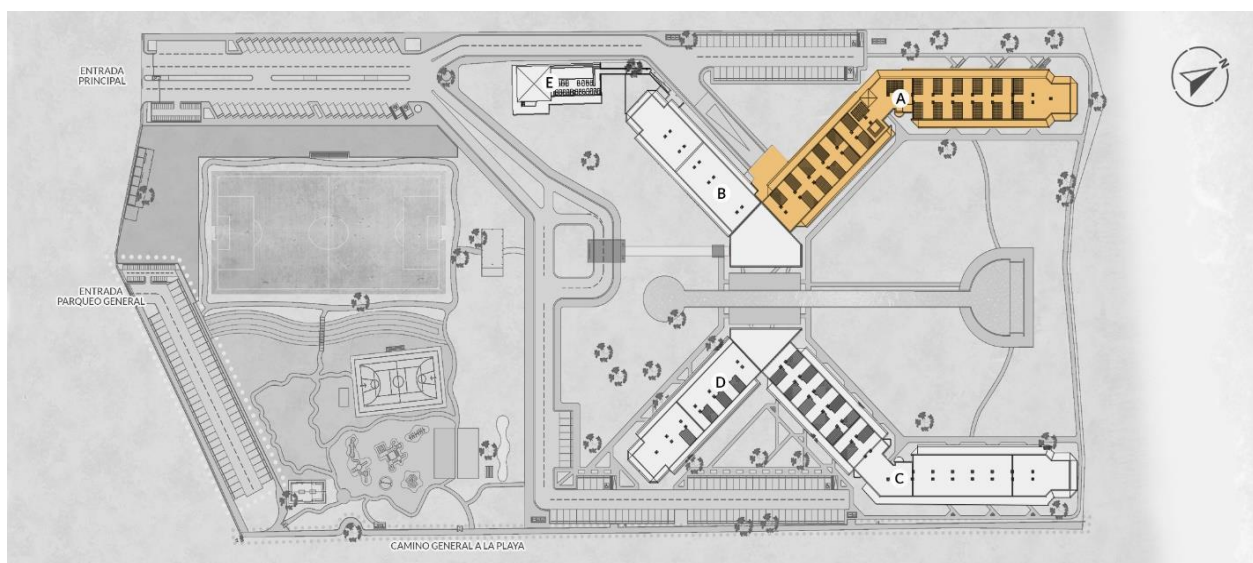 ENTRADA
PRINCIPAL
E
A
N
B
ENTRADA
PARQUEO GENERAL
D
C
CAMINO GENERAL A LA PLAYA